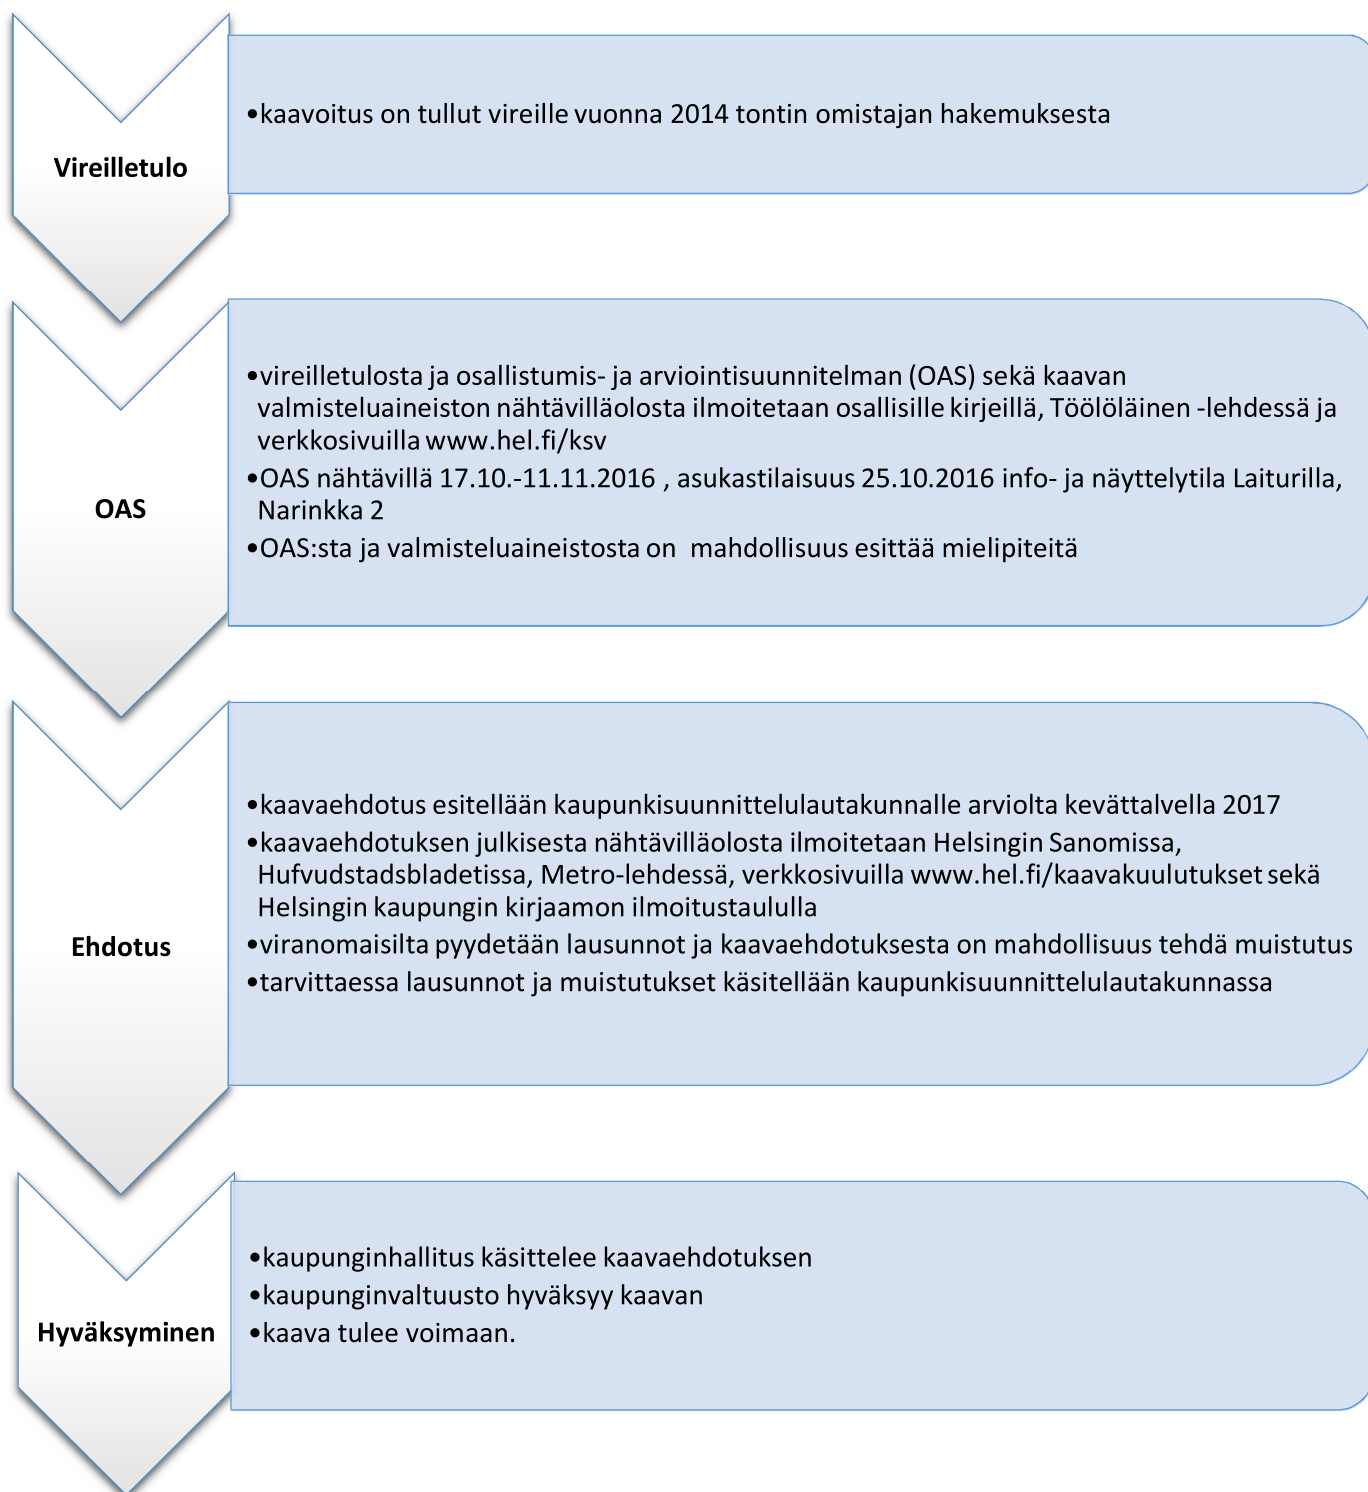 Vireilletulo
•kaavoitus on tullut vireille vuonna 2014 tontin omistajan hakemuksesta
OAS
•vireilletulosta ja osallistumis- ja arviointisuunnitelman (OAS) sekä kaavan
valmisteluaineiston nähtävilläolosta ilmoitetaan osallisille kirjeillä, Töölöläinen -lehdessä ja
verkkosivuilla www.hel.fi/ksv
•OAS nähtävillä 17.10.-11.11.2016 , asukastilaisuus 25.10.2016 info- ja näyttelytila Laiturilla,
Narinkka 2
•OAS:sta ja valmisteluaineistosta on  mahdollisuus esittää mielipiteitä
Ehdotus
•kaavaehdotus esitellään kaupunkisuunnittelulautakunnalle arviolta kevättalvella 2017
•kaavaehdotuksen julkisesta nähtävilläolosta ilmoitetaan Helsingin Sanomissa,
Hufvudstadsbladetissa, Metro-lehdessä, verkkosivuilla www.hel.fi/kaavakuulutukset sekä
Helsingin kaupungin kirjaamon ilmoitustaululla
•viranomaisilta pyydetään lausunnot ja kaavaehdotuksesta on mahdollisuus tehdä muistutus
•tarvittaessa lausunnot ja muistutukset käsitellään kaupunkisuunnittelulautakunnassa
Hyväksyminen
•kaupunginhallitus käsittelee kaavaehdotuksen
•kaupunginvaltuusto hyväksyy kaavan
•kaava tulee voimaan.